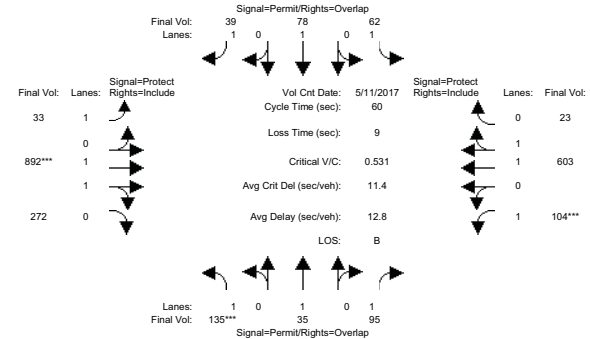 Signal=Permit/Rights=Overlap
Final Vol: 39 78 62
Lanes: 1 0 1 0 1
Signal=Protect
Final Vol: Lanes: Rights=Include
Vol Cnt Date: 5/11/2017
Signal=Protect
Rights=Include Lanes: Final Vol:
Cycle Time (sec): 60
33 1
0 23
Loss Time (sec): 9
0
1
892*** 1
Critical V/C: 0.531
1 603
1
Avg Crit Del (sec/veh): 11.4
0
272 0
Avg Delay (sec/veh): 12.8
1 104***
LOS: B
Lanes: 1 0 1 0 1
Final Vol: 135*** 35 95
Signal=Permit/Rights=Overlap